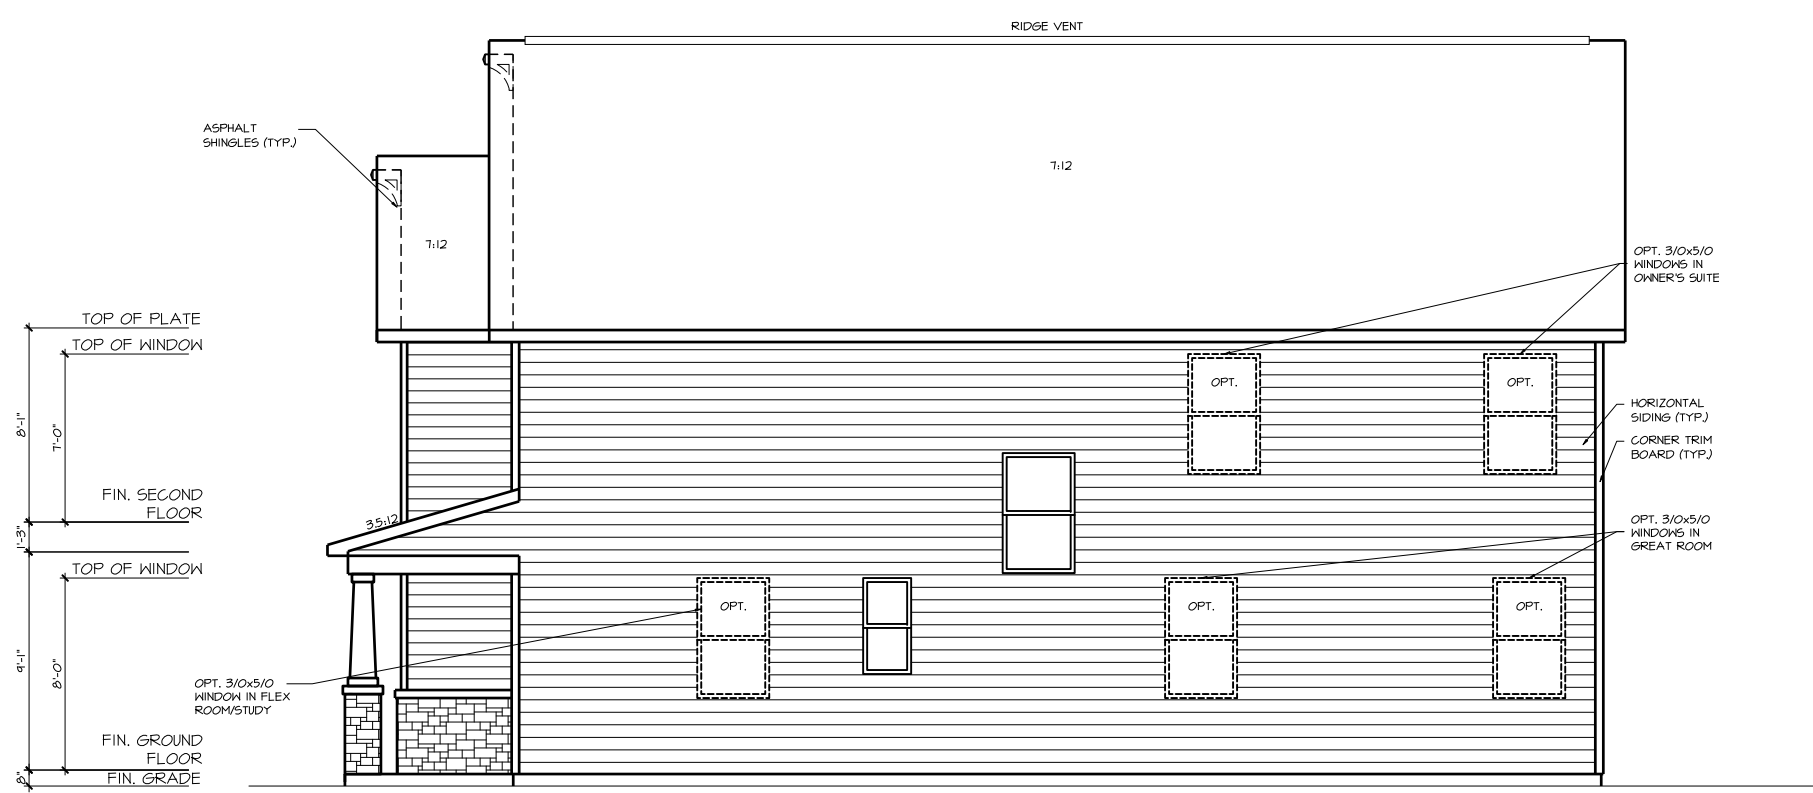 RIDGE VENT
ASPHALT
SHINGLES (TYP.)
7:12
7:12
OPT. 3/0x5/0
WINDOWS IN
OWNER'S SUITE
TOP OF PLATE
TOP OF WINDOW
8'-1"
7'-0"
OPT.
OPT.
HORIZONTAL
SIDING (TYP.)
CORNER TRIM
BOARD (TYP.)
FIN. SECOND
FLOOR
3.5:12
1'-3"
OPT. 3/0x5/0
WINDOWS IN
GREAT ROOM
TOP OF WINDOW
9'-1"
8'-0"
OPT.
OPT.
OPT.
OPT. 3/0x5/0
WINDOW IN FLEX
ROOM/STUDY
FIN. GROUND
FLOOR
FIN. GRADE
8"